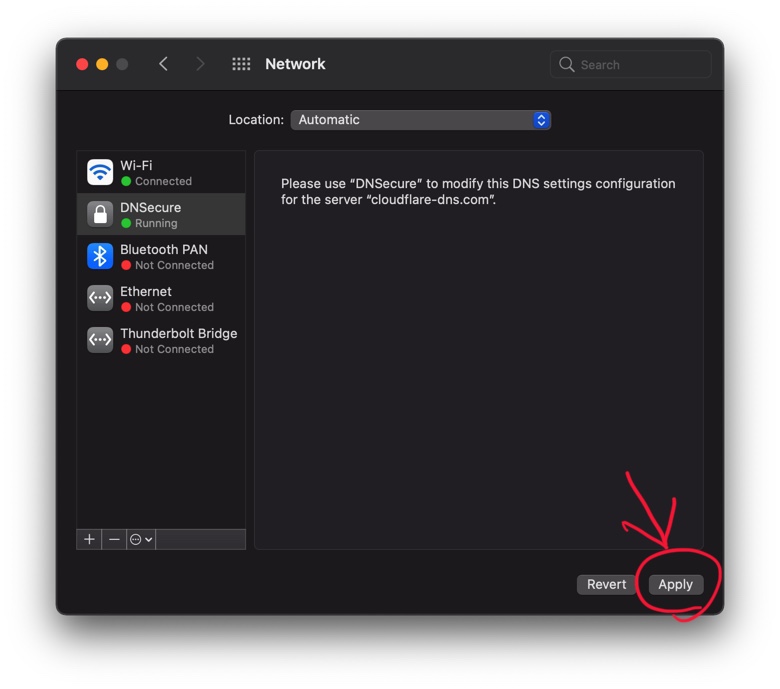 Network
Search
Location: Automatic
Wi-Fi
Connected
DNSecure
Running
Bluetooth PAN
Not Connected
Ethernet
Not Connected
Thunderbolt Bridge
Not Connected
Please use “DNSecure” to modify this DNS settings configuration
for the server “cloudflare-dns.com”.
Revert Apply